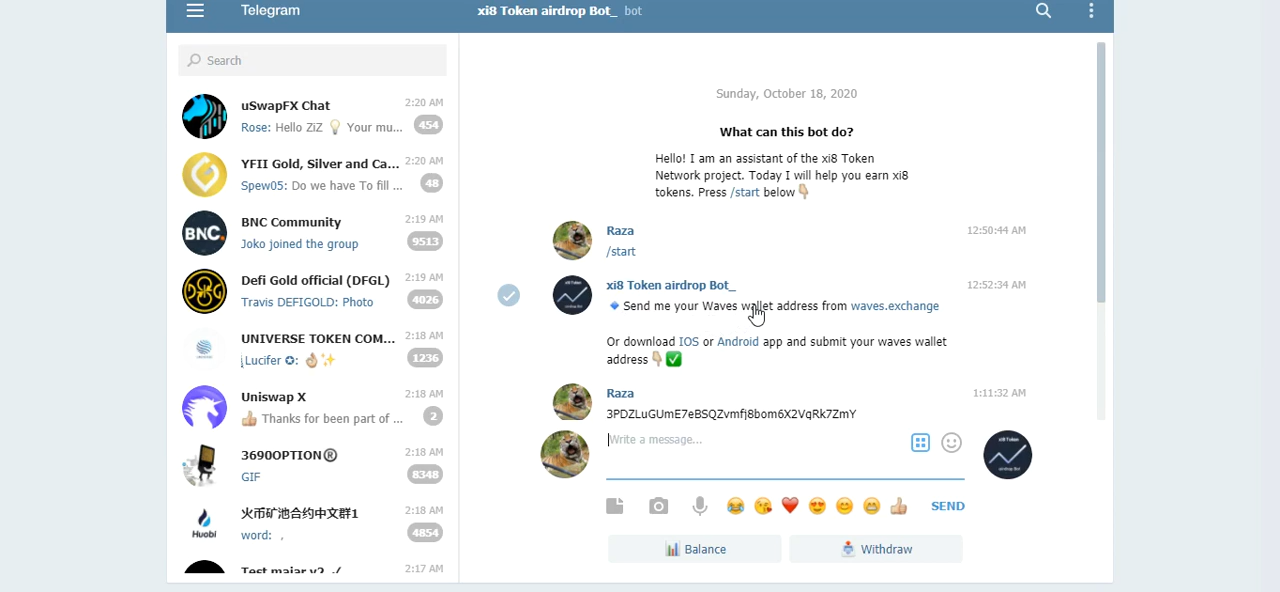 Telegram
xi8 Token airdrop Bot_ bot
Search
uSwapFX Chat 2:20 AM
Rose: Hello ZiZ 💡 Your mu... 454
YFII Gold, Silver and Ca... 2:20 AM
Spew05: Do we have To fill ... 48
BNC.
BNC Community 2:19 AM
Joko joined the group 9513
Defi Gold official (DFGL) 2:19 AM
Travis DEFIGOLD: Photo 4026
UNIVERSE TOKEN COM... 2:18 AM
Lucifer ✪: 👌🏼✨ 1236
Uniswap X 2:18 AM
👍🏼 Thanks for been part of ... 2
3690OPTION®️ 2:18 AM
GIF 8348
Huobi
火币矿池合约中文群1 2:18 AM
word: , 4854
Test majar v2 ✓ 2:17 AM
Sunday, October 18, 2020
What can this bot do?
Hello! I am an assistant of the xi8 Token
Network project. Today I will help you earn xi8
tokens. Press /start below👇🏼
Raza 12:50:44 AM
/start
xi8 Token airdrop Bot_ 12:52:34 AM
🔹Send me your Waves wallet address from waves.exchange
Or download IOS or Android app and submit your waves wallet
address👇🏼✅
Raza 1:11:32 AM
3PDZLuGUmE7eBSQZvmfj8bom6X2VqRk7ZmY
Write a message...
xi8 Token
airdrop Bot
😂 😘 ❤️ 😍 😊 😁 👍🏼 SEND
📊 Balance
📩 Withdraw